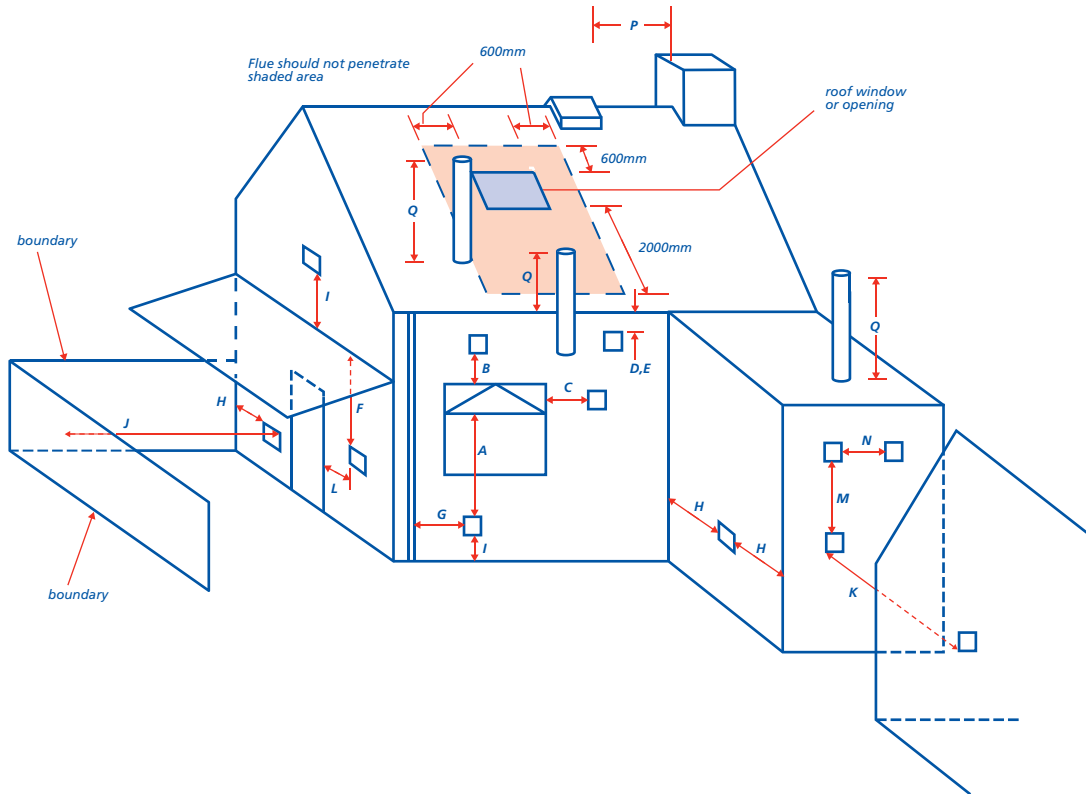 P
600mm
Flue should not penetrate
shaded area
roof window
or opening
600mm
Q
boundary
2000mm
Q
I
Q
D,E
B
C
H
F
J
A
N
L
M
G
H
I
H
K
boundary